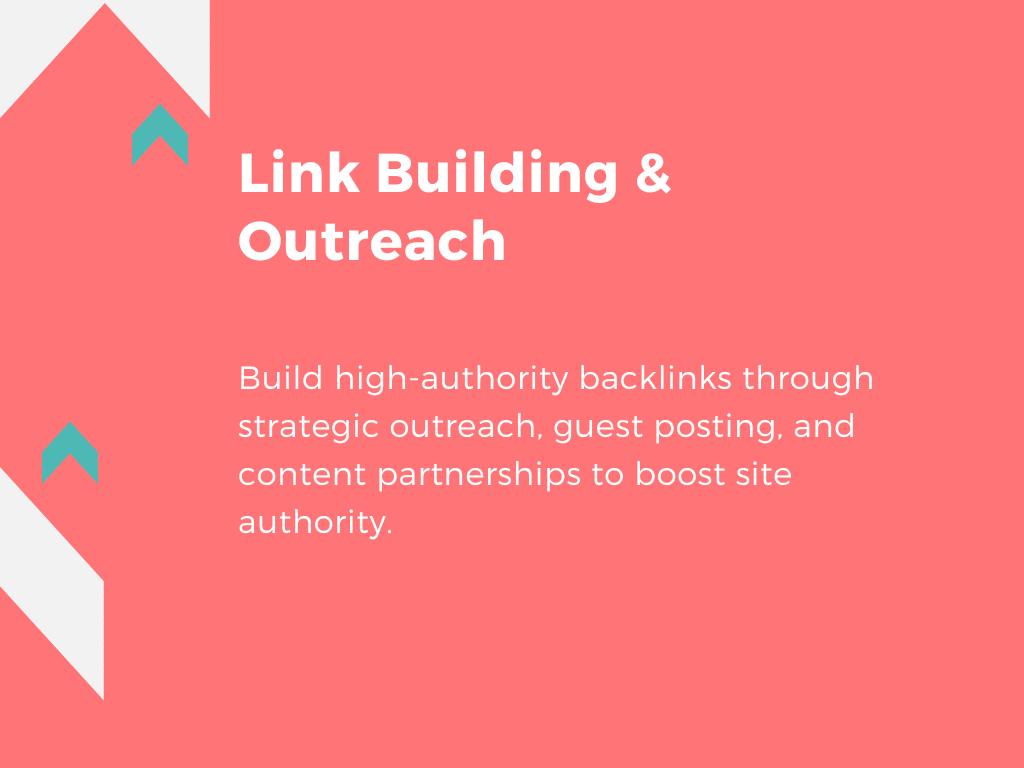 Link Building &
Outreach
Build high-authority backlinks through
strategic outreach, guest posting, and
content partnerships to boost site
authority.